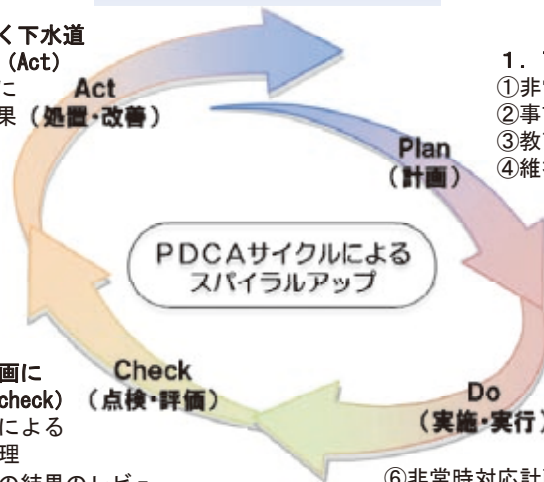 く下水道
(Act)
に
果
Act
(処置・改善)
1.
①非
②事
③教
④維
Plan
(計画)
PDCAサイクルによる
スパイラルアップ
画に
check)
による
理
の結果のレビュー
Check
(点検・評価)
Do
(実施・実行)
⑥非常時対応計